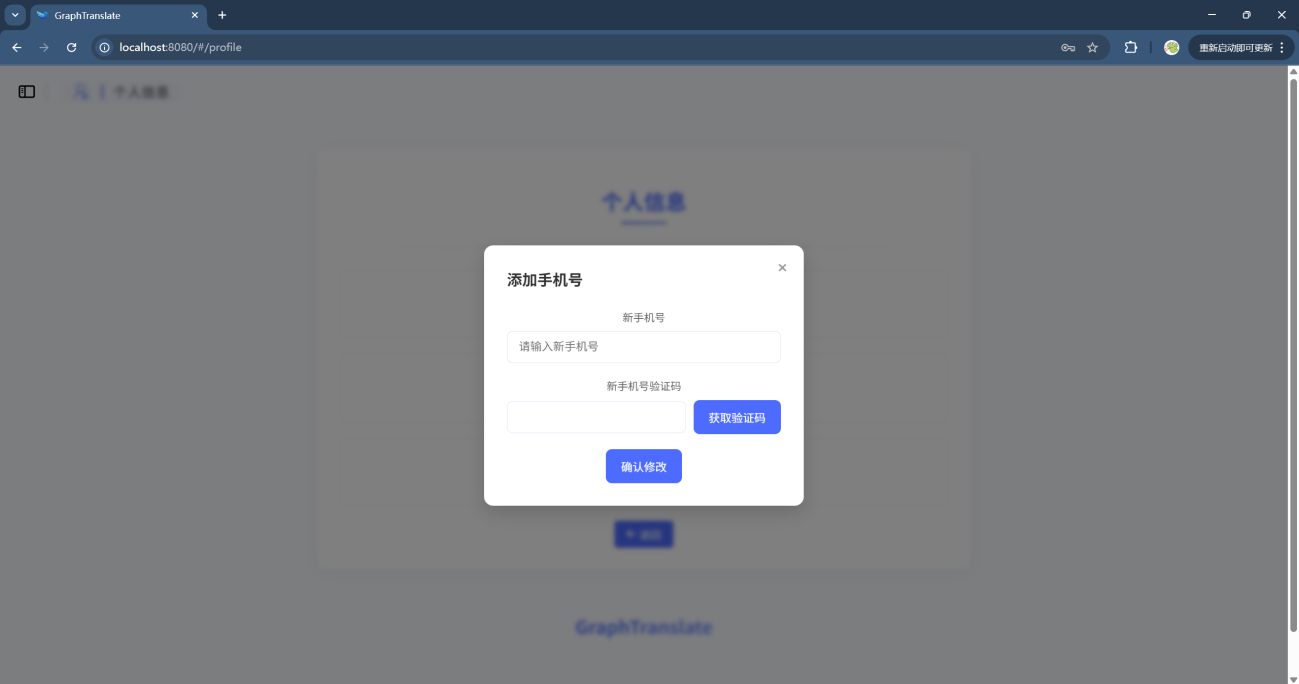 GraphTranslate
localhost:8080/#/profile
重新启动即可更新
个人信息
个人信息
添加手机号
新手机号
请输入新手机号
新手机号验证码
获取验证码
确认修改
GraphTranslate